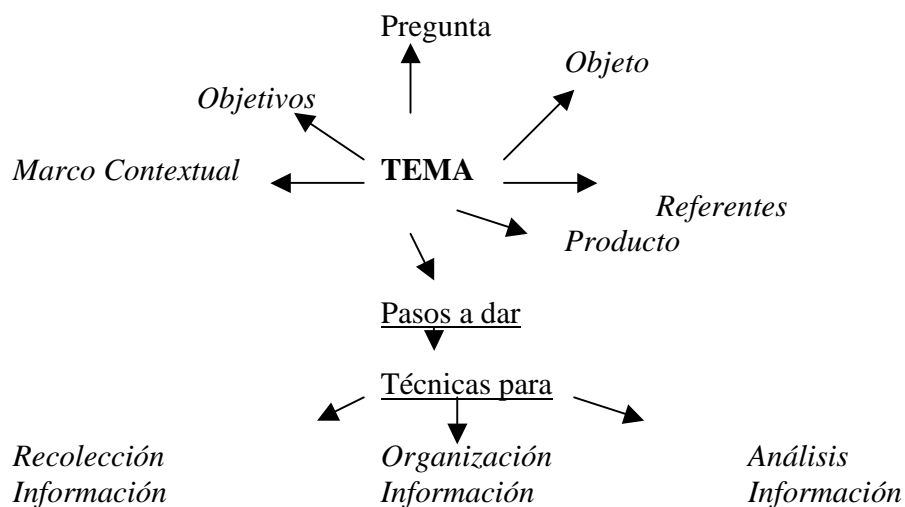 Pregunta
Objeto
Objetivos
Marco Contextual
TEMA
Referentes
Producto
Pasos a dar
Técnicas para
Recolección
Información
Organización
Información
Análisis
Información